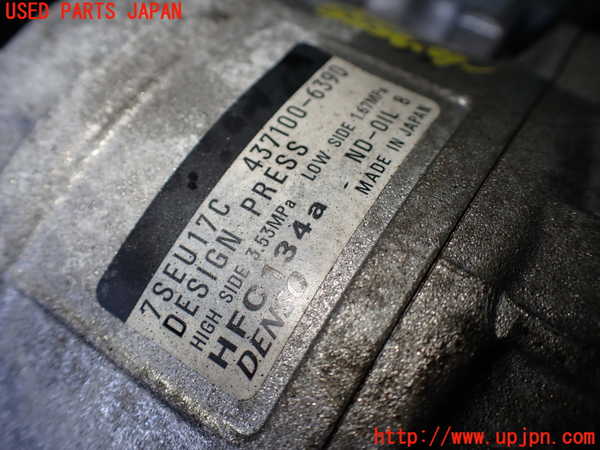 USED PARTS JAPAN
7SEU17C 437100-6390
DESIGN PRESS
HIGH SIDE 3.53MPa LOW SIDE 1.67MPa
HFC134a - ND-OIL 8
DENSO MADE IN JAPAN
http://www.upjpn.com/